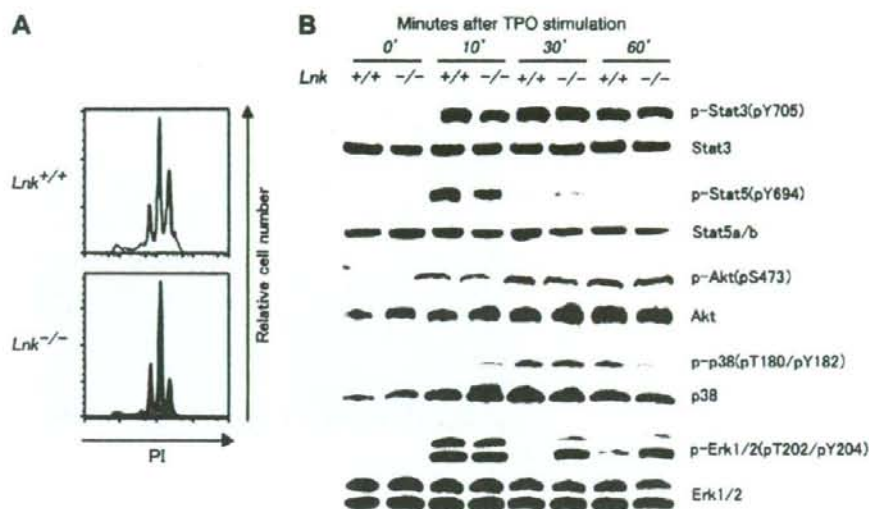 A
Lnk+/+
Lnk−/−
Relative cell number
PI
B
Minutes after TPO stimulation
0' 10' 30' 60'
Lnk +/+ −/− +/+ −/− +/+ −/− +/+ −/−
p-Stat3(pY705)
Stat3
p-Stat5(pY694)
Stat5a/b
p-Akt(pS473)
Akt
p-p38(pT180/pY182)
p38
p-Erk1/2(pT202/pY204)
Erk1/2